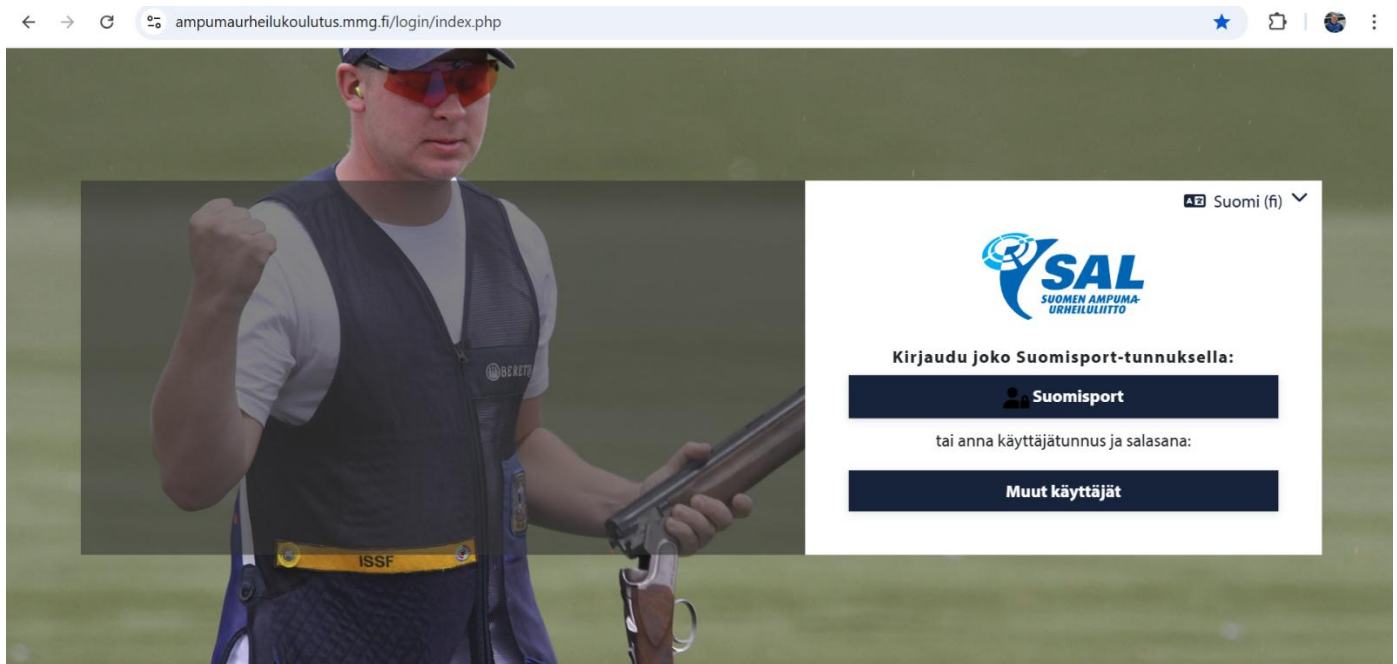 ampumaurheilukoulutus.mmg.fi/login/index.php
Suomi (fi)
SAL
SUOMEN AMPUMA-
URHEILULIITTO
Kirjaudu joko Suomisport-tunnuksella:
Suomisport
tai anna käyttäjätunnus ja salasana:
Muut käyttäjät
ISSF